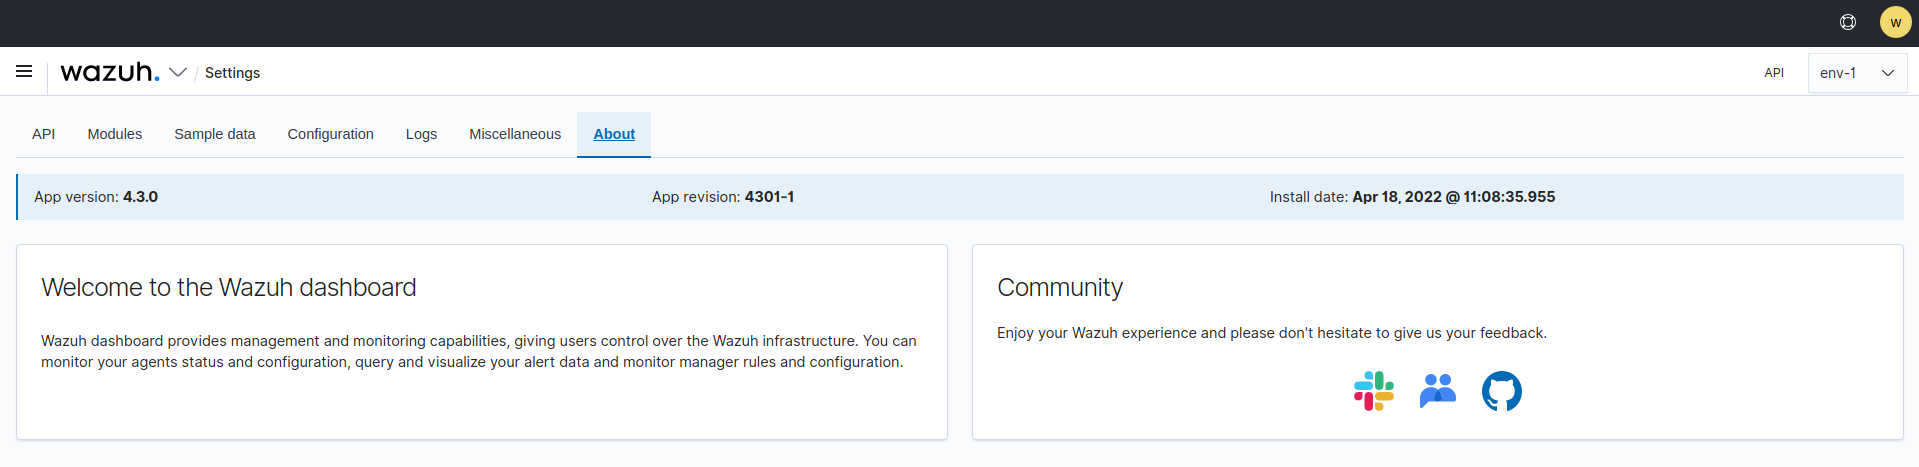 w
wazuh. / Settings API env-1
API Modules Sample data Configuration Logs Miscellaneous About
App version: 4.3.0 App revision: 4301-1 Install date: Apr 18, 2022 @ 11:08:35.955
Welcome to the Wazuh dashboard
Wazuh dashboard provides management and monitoring capabilities, giving users control over the Wazuh infrastructure. You can
monitor your agents status and configuration, query and visualize your alert data and monitor manager rules and configuration.
Community
Enjoy your Wazuh experience and please don't hesitate to give us your feedback.